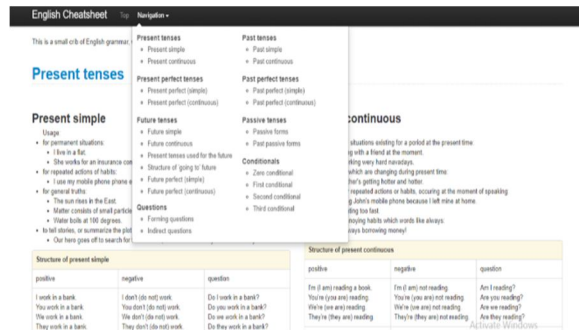 English Cheatsheet Top Navigation
This is a small crib of English grammar,
Present tenses
Present tenses
Present simple
Present continuous
Present perfect tenses
Present perfect (simple)
Present perfect (continuous)
Future tenses
Future simple
Future continuous
Present tenses used for the future
Structure of 'going to' future
Future perfect (simple)
Future perfect (continuous)
Questions
Forming questions
Indirect questions
Past tenses
Past simple
Past continuous
Past perfect tenses
Past perfect (simple)
Past perfect (continuous)
Passive tenses
Passive forms
Past passive forms
Conditionals
Zero conditional
First conditional
Second conditional
Third conditional
Present simple
Usage
for permanent situations:
I live in a flat.
She works for an insurance com
for repeated actions of habits:
I use my mobile phone phone e
for general truths:
The sun rises in the East.
Matter consists of small particle
Water boils at 100 degrees.
to tell stories, or summarize the plot
Our hero goes off to search for
Structure of present simple
positive negative question
I work in a bank. I don't (do not) work. Do I work in a bank?
You work in a bank. You don't (do not) work. Do you work in a bank?
We work in a bank. We don't (do not) work. Do we work in a bank?
They work in a bank. They don't (do not) work. Do they work in a bank?
continuous
situations existing for a poriod at the present time:
g with a friend at the moment.
rking very hard navadays.
which are changing during present time:
her's getting hotter and hotter.
repeated actions or habits, occuring at the moment of speaking
g John's mobile phone because I left mine at home.
ding too fast
noying habits which words like always:
ways borrowing money!
Structure of present continuous
positive negative question
I'm (I am) reading a book. I'm (I am) not reading. Am I reading?
You're (you are) reading. You're (you are) not reading. Are you reading?
We're (we are) reading. We're (we are) not reading. Are we reading?
They're (they are) reading. They're (they are) not reading. Are they reading?
Activate Windows